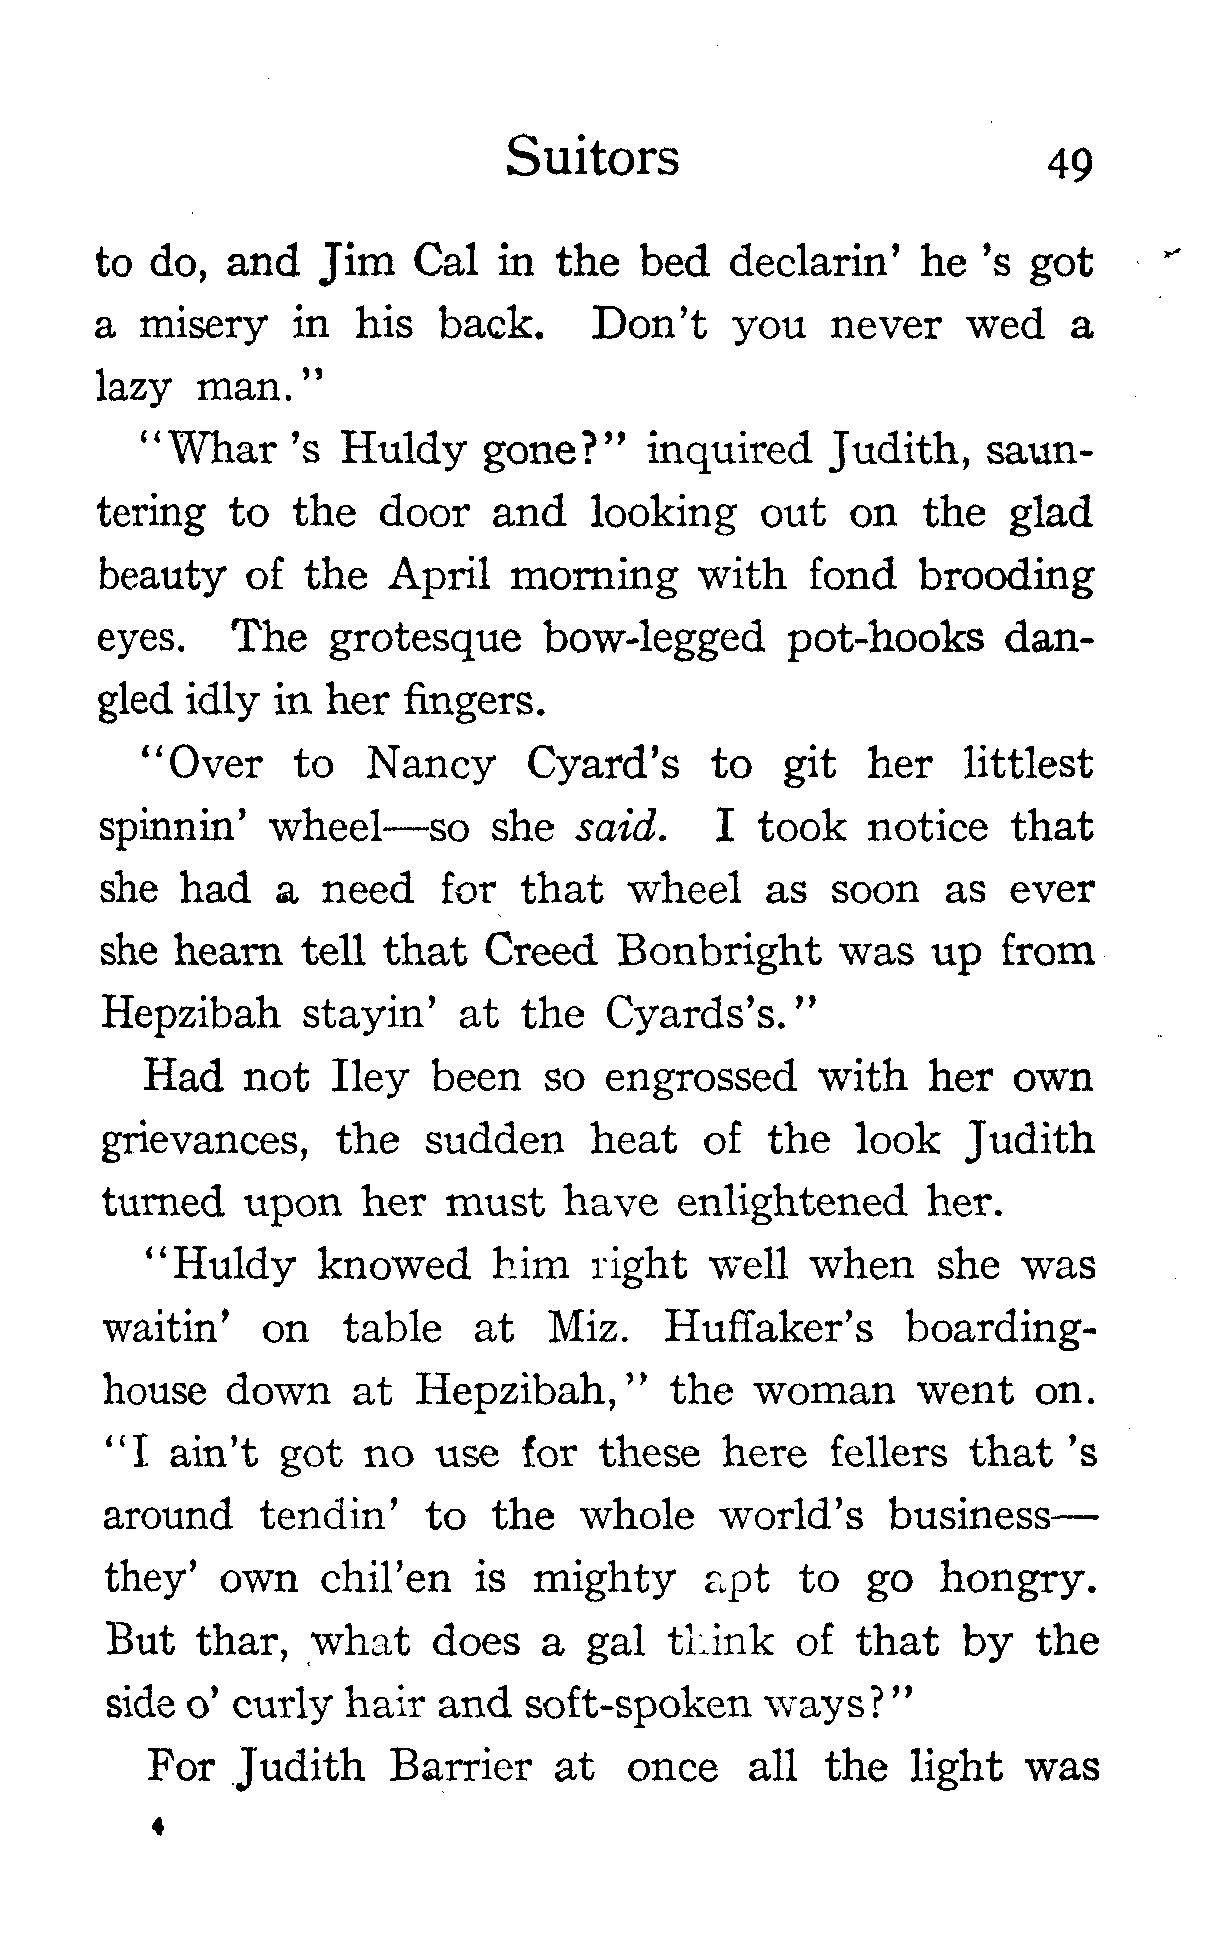 Suitors 49
to do, and Jim Cal in the bed declarin' he 's got
a misery in his back. Don't you never wed a
lazy man."
"Whar 's Huldy gone?" inquired Judith, saun-
tering to the door and looking out on the glad
beauty of the April morning with fond brooding
eyes. The grotesque bow-legged pot-hooks dan-
gled idly in her fingers.
"Over to Nancy Cyard's to git her littlest
spinnin' wheel—so she said. I took notice that
she had a need for that wheel as soon as ever
she hearn tell that Creed Bonbright was up from
Hepzibah stayin' at the Cyards's."
Had not Iley been so engrossed with her own
grievances, the sudden heat of the look Judith
turned upon her must have enlightened her.
"Huldy knowed him right well when she was
waitin' on table at Miz. Huffaker's boarding-
house down at Hepzibah," the woman went on.
"I ain't got no use for these here fellers that 's
around tendin' to the whole world's business—
they' own chil'en is mighty apt to go hongry.
But thar, what does a gal think of that by the
side o' curly hair and soft-spoken ways?"
For Judith Barrier at once all the light was
4